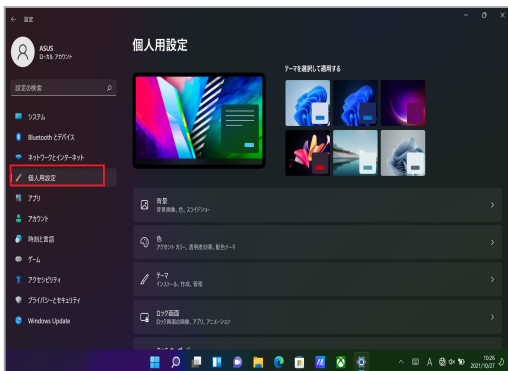 設定
ASUS
ローカル アカウント
設定の検索
システム
Bluetooth とデバイス
ネットワークとインターネット
個人用設定
アプリ
アカウント
時刻と言語
ゲーム
アクセシビリティ
プライバシーとセキュリティ
Windows Update
個人用設定
テーマを選択して適用する
背景
背景画像、色、スライドショー
色
アクセント カラー、透明度効果、配色テーマ
テーマ
インストール、作成、管理
ロック画面
ロック画面の画像、アプリ、アニメーション
A
10:26
2021/10/27